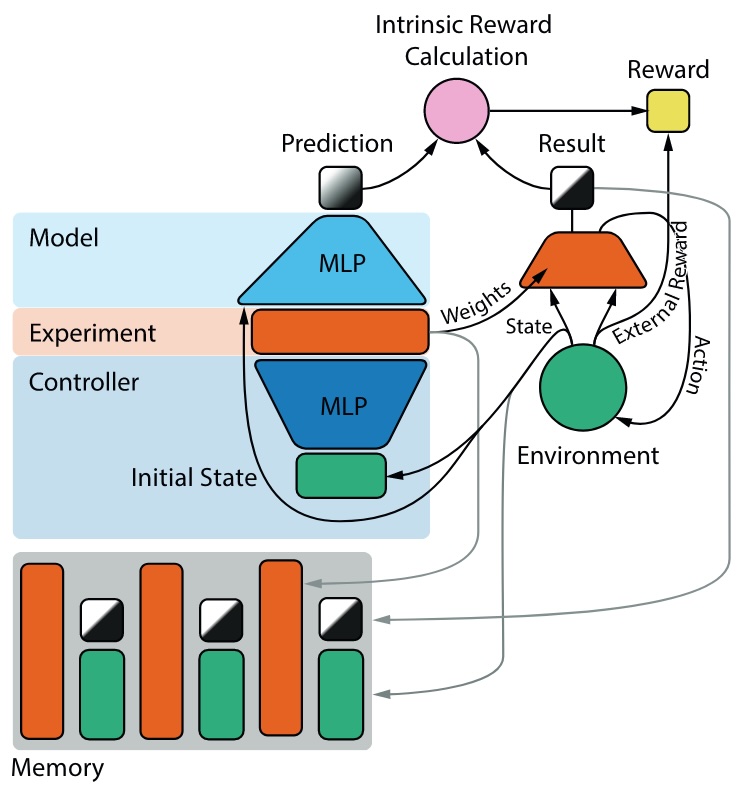 Intrinsic Reward
Calculation
Reward
Prediction
Result
Model
MLP
Weights
Experiment
State
External Reward
Action
Controller
MLP
Environment
Initial State
Memory